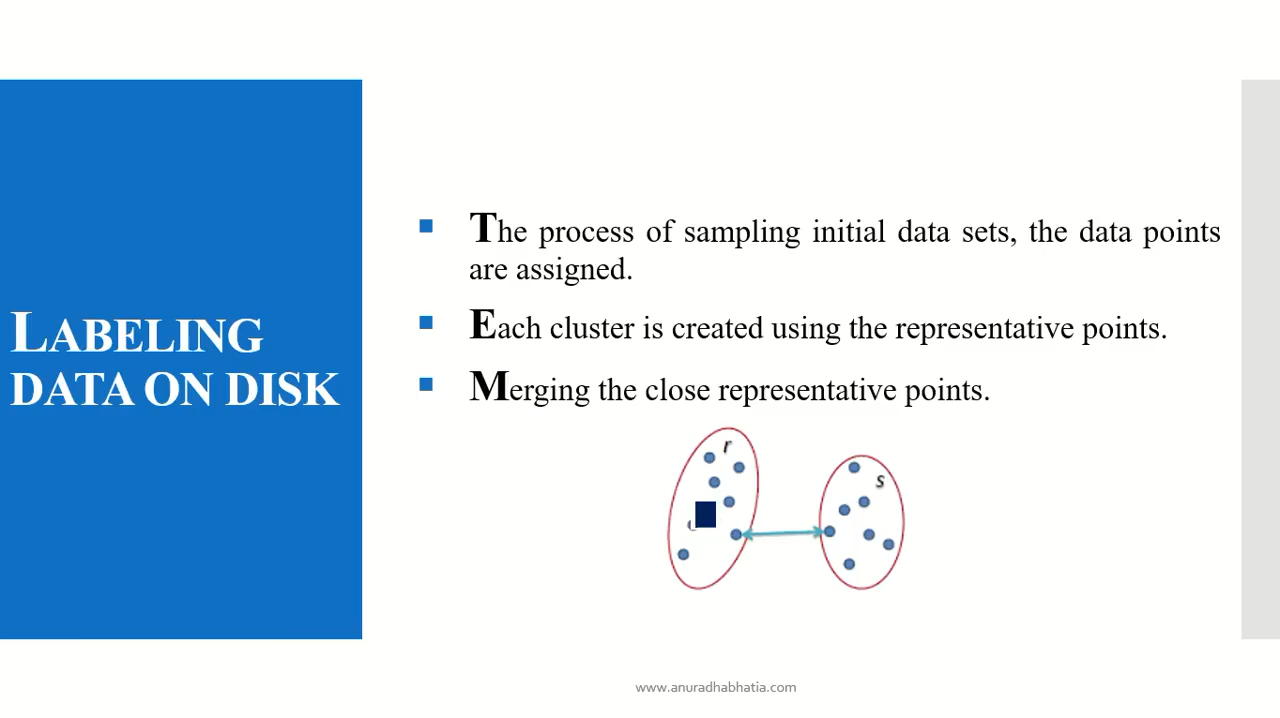 LABELING
DATA ON DISK
The process of sampling initial data sets, the data points
are assigned.
Each cluster is created using the representative points.
Merging the close representative points.
r
s
www.anuradhabhatia.com